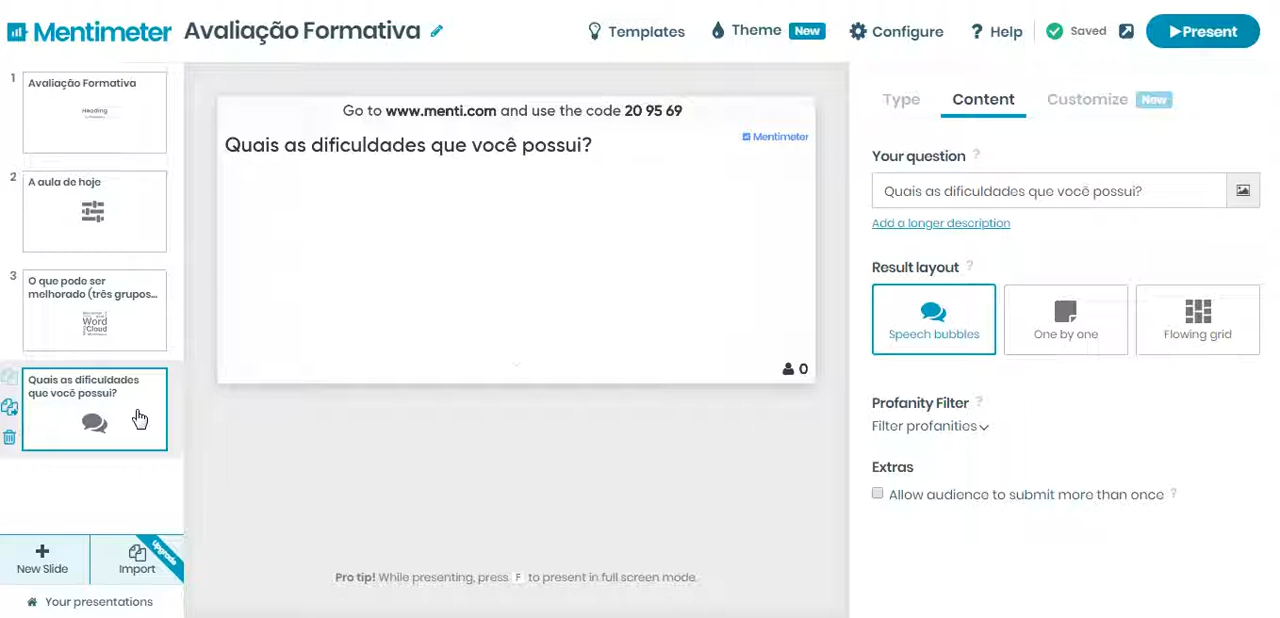 Mentimeter
Avaliação Formativa
Templates
Theme New
Configure
? Help
Saved
Present
1
Avaliação Formativa
Heading
2
A aula de hoje
3
O que pode ser
melhorado (três grupos...
Word
Cloud
Quais as dificuldades
que você possui?
New Slide
Import
Upgrade
Your presentations
Go to www.menti.com and use the code 20 95 69
Quais as dificuldades que você possui?
Mentimeter
0
Pro tip! While presenting, press F to present in full screen mode.
Type
Content
Customize New
Your question ?
Quais as dificuldades que você possui?
Add a longer description
Result layout ?
Speech bubbles
One by one
Flowing grid
Profanity Filter ?
Filter profanities
Extras
Allow audience to submit more than once ?